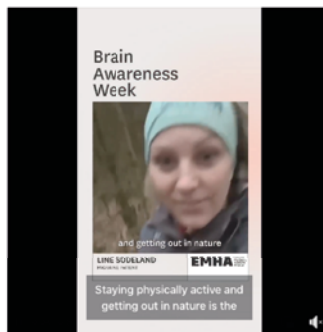 Brain
Awareness
Week
and getting out in nature
LINE SODELAND
EMHA
Staying physically active and
getting out in nature is the